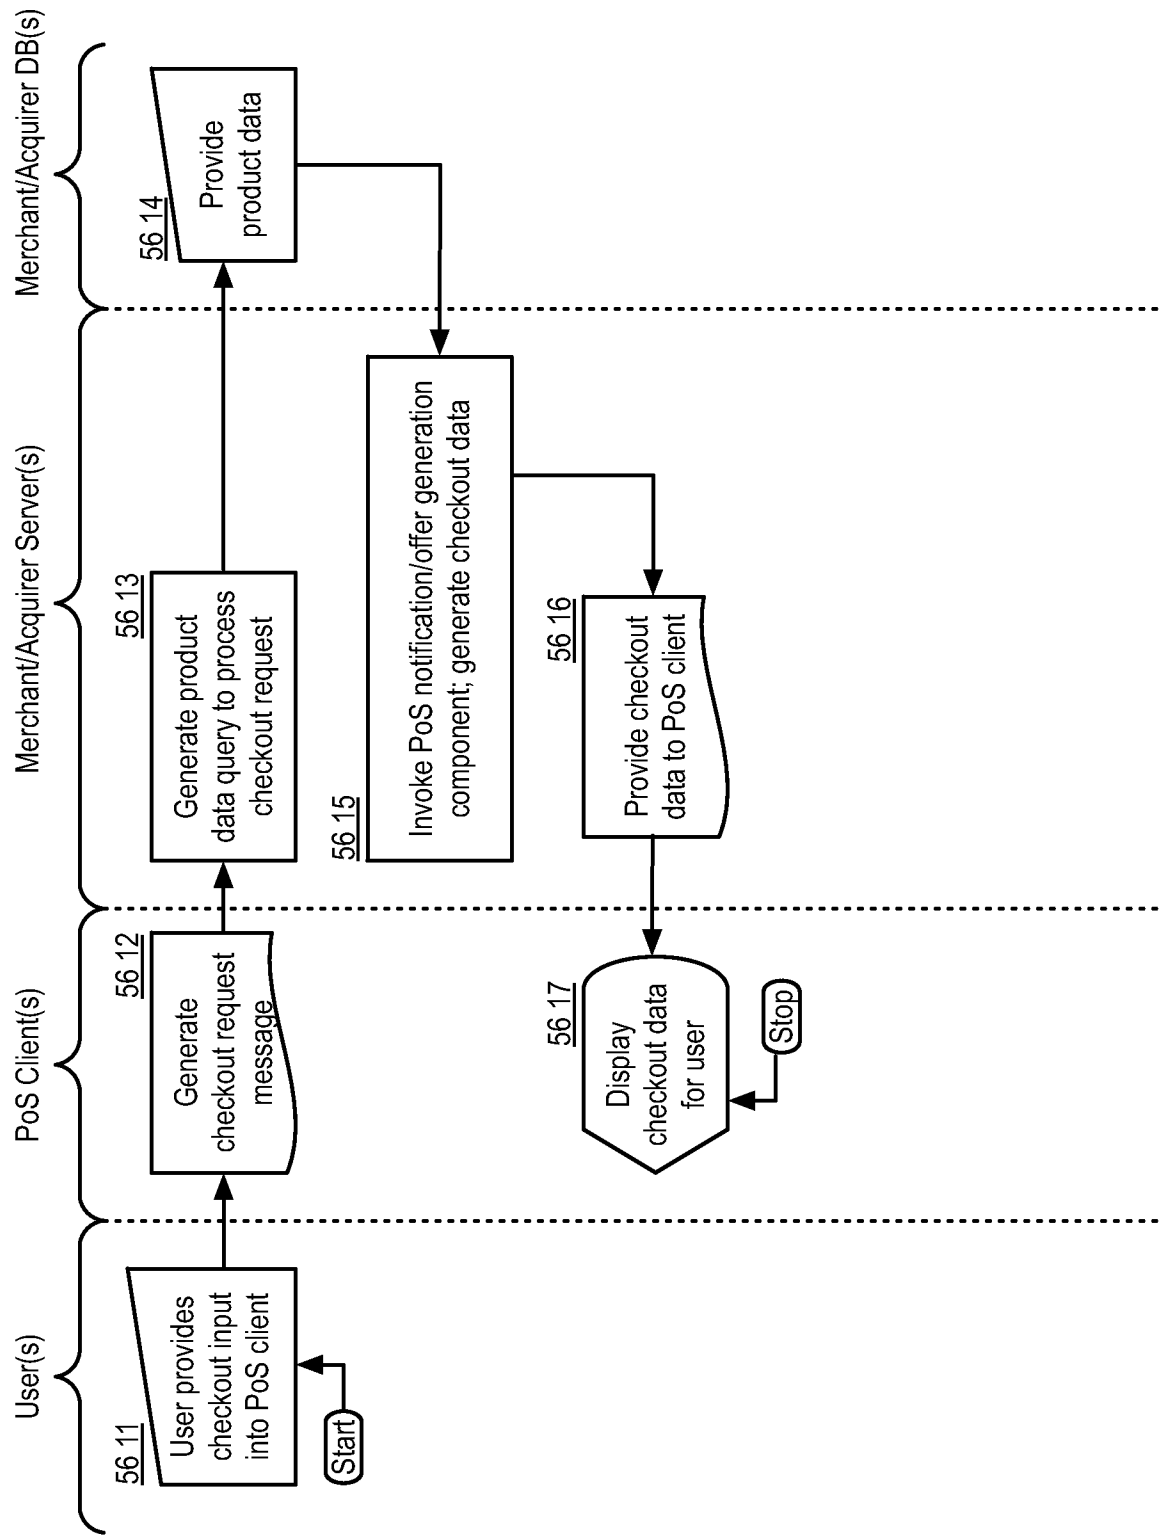 User(s)
PoS Client(s)
Merchant/Acquirer Server(s)
Merchant/Acquirer DB(s)
56 11
User provides
checkout input
into PoS client
Start
56 12
Generate
checkout request
message
56 13
Generate product
data query to process
checkout request
56 14
Provide
product data
56 15
Invoke PoS notification/offer generation
component; generate checkout data
56 16
Provide checkout
data to PoS client
56 17
Display
checkout data
for user
Stop